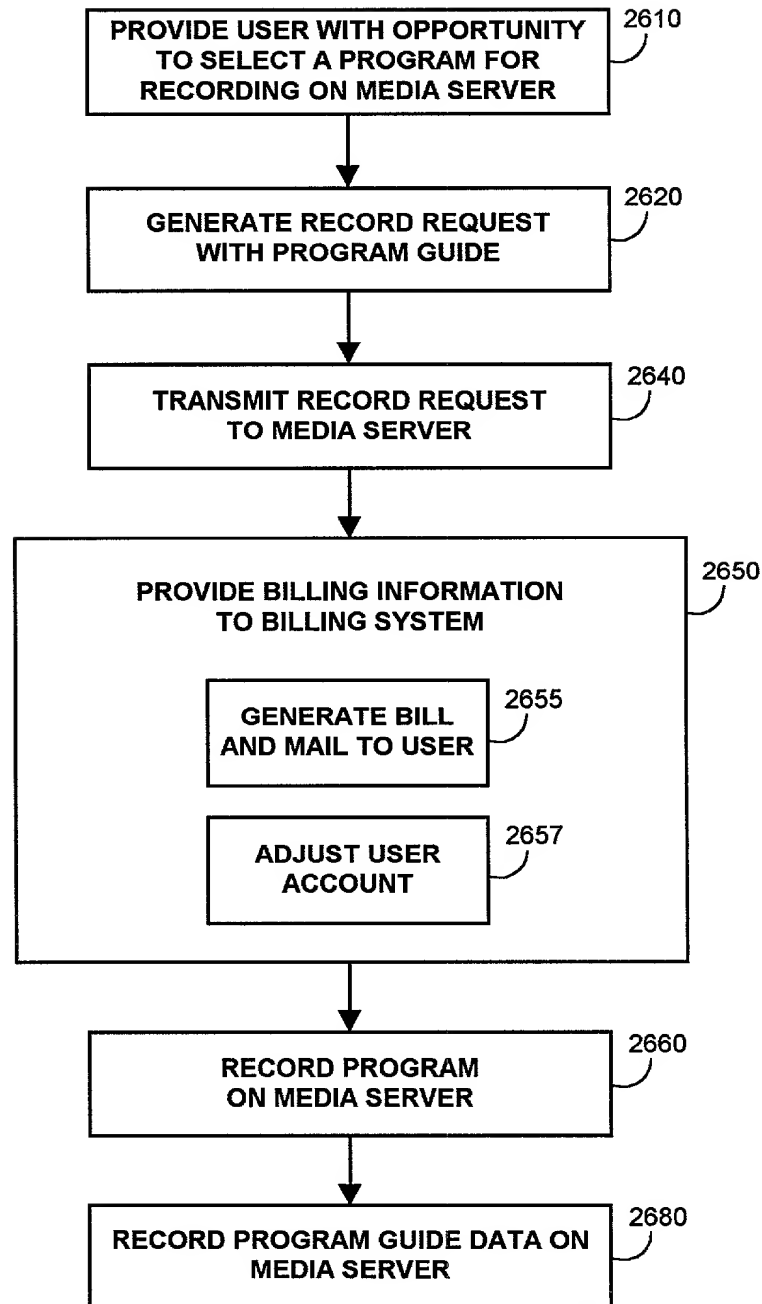 PROVIDE USER WITH OPPORTUNITY
TO SELECT A PROGRAM FOR
RECORDING ON MEDIA SERVER
2610
GENERATE RECORD REQUEST
WITH PROGRAM GUIDE
2620
TRANSMIT RECORD REQUEST
TO MEDIA SERVER
2640
PROVIDE BILLING INFORMATION
TO BILLING SYSTEM
2650
GENERATE BILL
AND MAIL TO USER
2655
ADJUST USER
ACCOUNT
2657
RECORD PROGRAM
ON MEDIA SERVER
2660
RECORD PROGRAM GUIDE DATA ON
MEDIA SERVER
2680